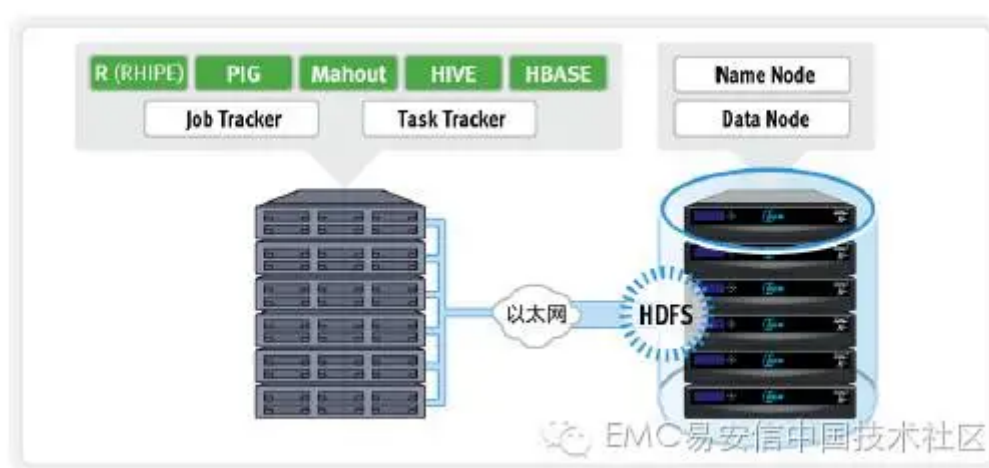 R (RHIPE) PIG Mahout HIVE HBASE
Job Tracker Task Tracker
Name Node
Data Node
以太网
HDFS
EMC易安信中国技术社区